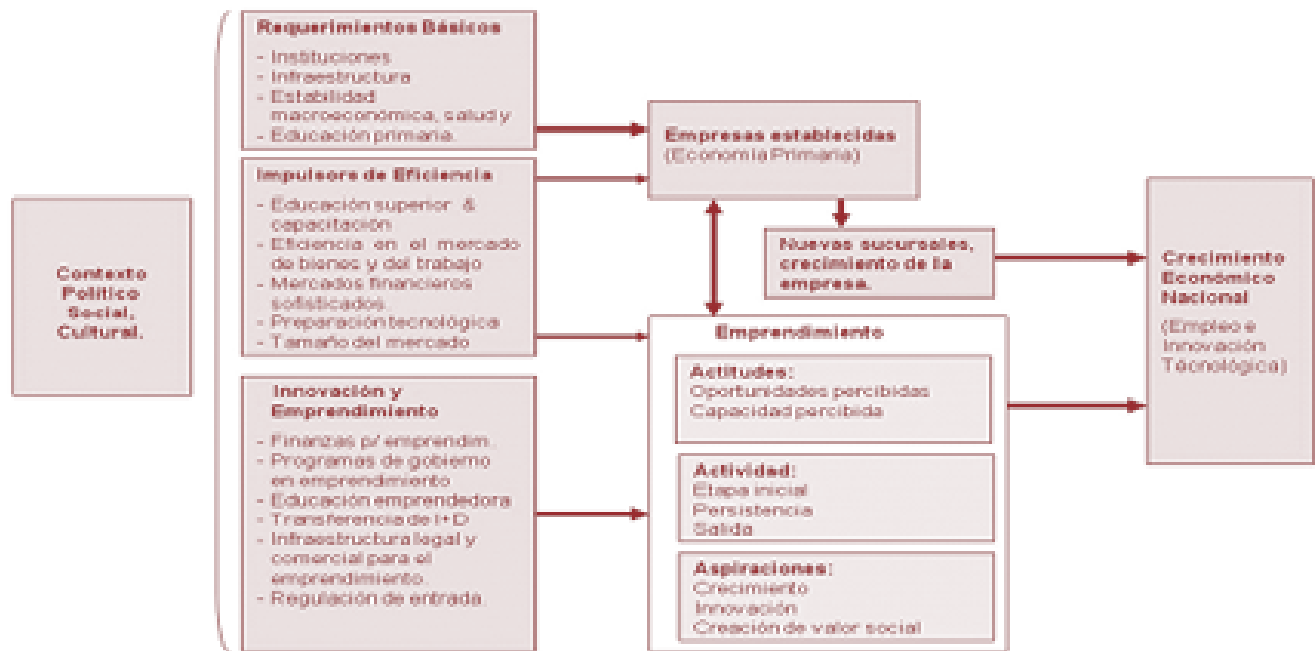 Contexto
Político
Social,
Cultural.
Requerimientos Básicos
- Instituciones
- Infraestructura
- Estabilidad
macroeconómica, salud y
- Educación primaria.
Impulsors de Eficiencia
- Educación superior &
capacitación
- Eficiencia en el mercado
de bienes y del trabajo
- Mercados financieros
sofisticados
- Preparación tecnológica
- Tamaño del mercado
Innovación y
Emprendimiento
- Finanzas p/ emprendim.
- Programas de gobierno
en emprendimiento
- Educación emprendedora
- Transferencia de I+D
- Infraestructura legal y
comercial para el
emprendimiento.
- Regulación de entrada
Empresas establecidas
(Economía Primaria)
Nuevas sucursales,
crecimiento de la
empresa.
Emprendimiento
Actitudes:
Oportunidades percibidas
Capacidad percibida
Actividad:
Etapa inicial
Persistencia
Salida
Aspiraciones:
Crecimiento
Innovación
Creación de valor social
Crecimiento
Económico
Nacional
(Empleo e
Innovación
Técnológica)